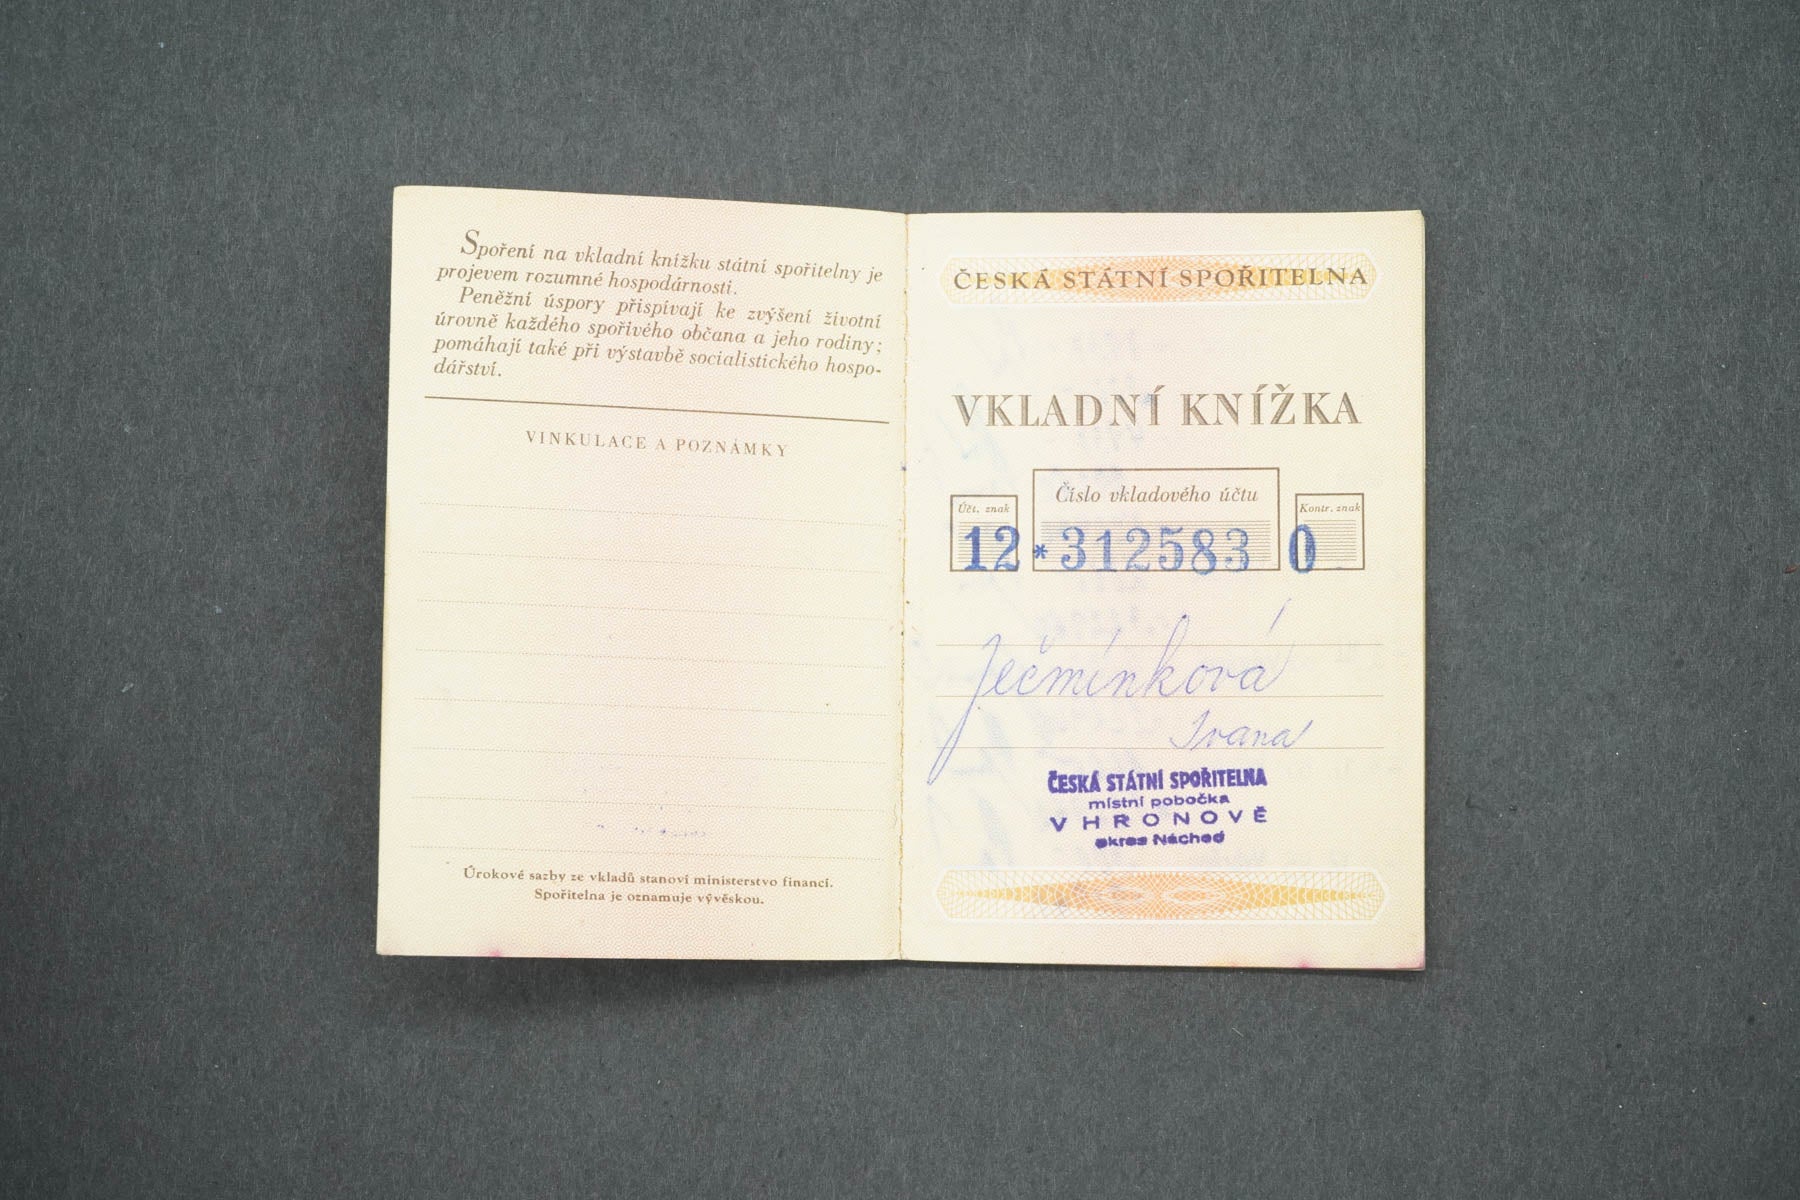 Spoření na vkladní knížku státní spořitelny je
projevem rozumné hospodárnosti.
Peněžní úspory přispívají ke zvýšení životní
úrovně každého spořivého občana a jeho rodiny;
pomáhají také při výstavbě socialistického hospo-
dářství.
VINKULACE A POZNÁMKY
Úrokové sazby ze vkladů stanoví ministerstvo financí.
Spořitelna je oznamuje vývěskou.
ČESKÁ STÁTNÍ SPOŘITELNA
VKLADNÍ KNÍŽKA
Číslo vkladového účtu
Účt. znak
Kontr. znak
12 * 312583 0
Ječmínková
Ivana
ČESKÁ STÁTNÍ SPOŘITELNA
místní pobočka
V HRONOVĚ
okres Náchod